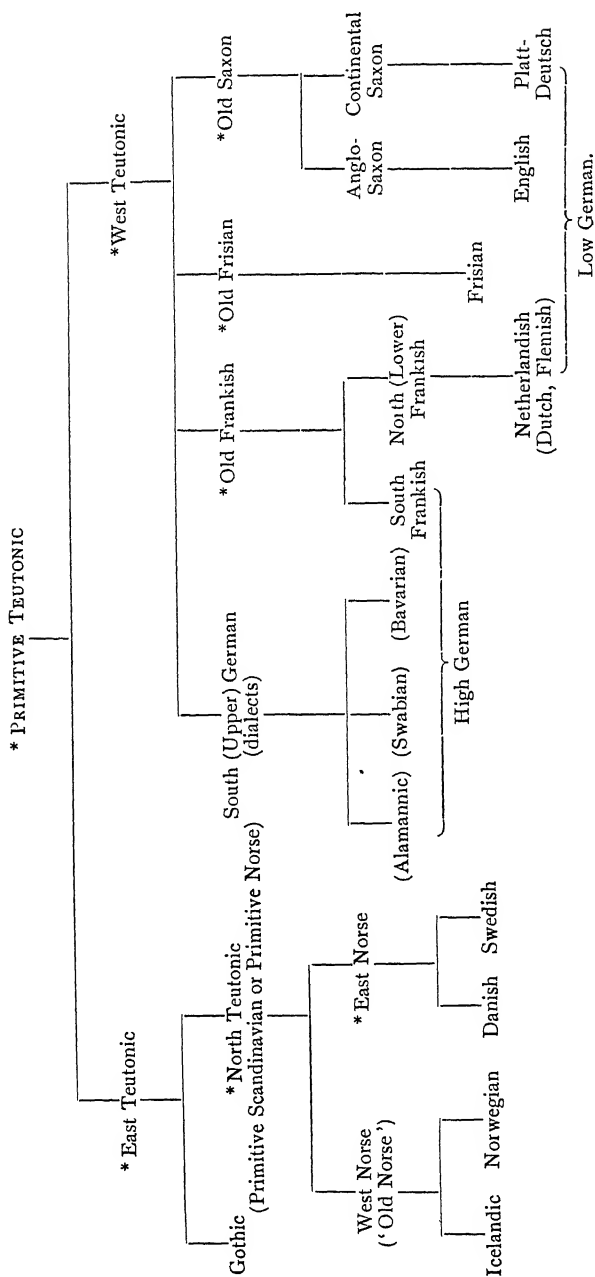 * PRIMITIVE TEUTONIC
* East Teutonic
*West Teutonic
Gothic
*North Teutonic
(Primitive Scandinavian or Primitive Norse)
South (Upper) German
(dialects)
*Old Frankish
*Old Frisian
*Old Saxon
West Norse
('Old Norse')
* East Norse
(Alamannic) (Swabian) (Bavarian)
South
Frankish
North (Lower)
Frankish
Anglo-
Saxon
Continental
Saxon
High German
Icelandic Norwegian
Danish Swedish
Frisian
Netherlandish
(Dutch, Flemish)
English
Platt-
Deutsch
Low German.